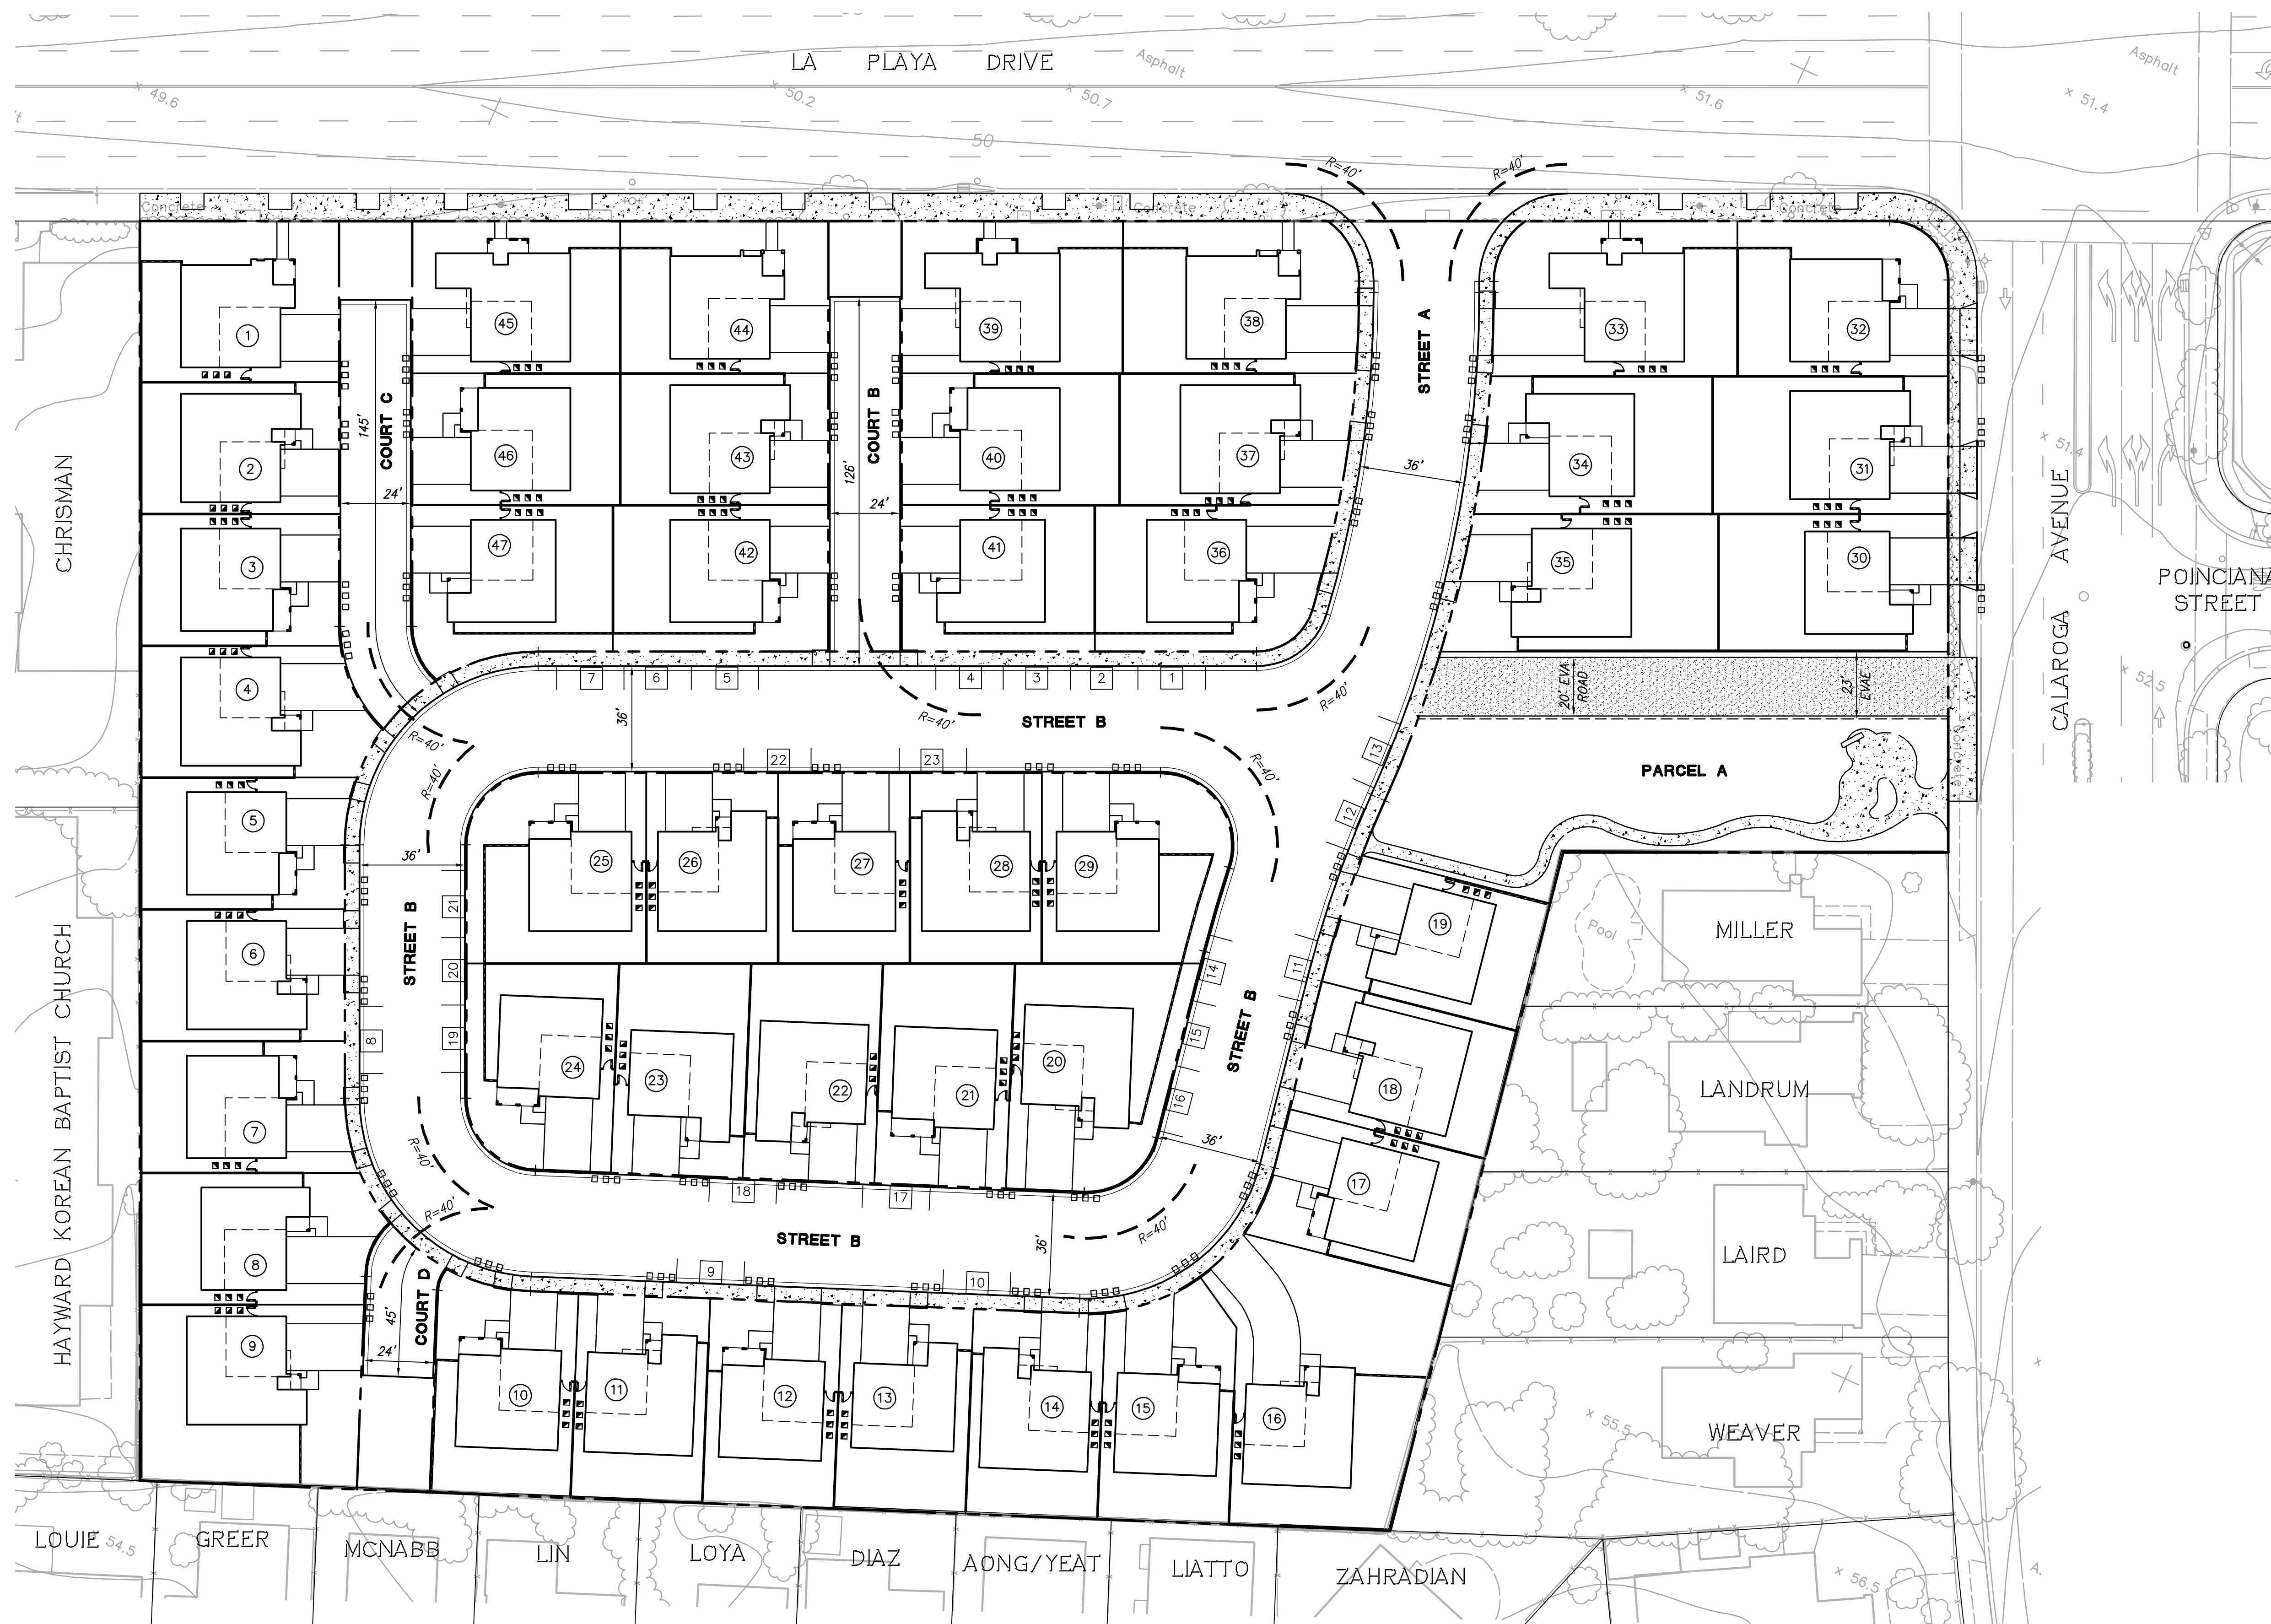 LA PLAYA DRIVE
Asphalt
Asphalt
x 49.6
x 50.2
x 50.7
x 51.6
x 51.4
50
R=40'
R=40'
Concrete
Concrete
Concrete
1
45
44
39
38
33
32
STREET A
COURT C
145'
COURT B
126'
2
46
43
40
37
36'
34
31
x 51.4
24'
24'
CHRISMAN
3
47
42
41
36
35
30
CALAROGA AVENUE
POINCIANA
STREET
4
7
6
5
4
3
2
1
20' EVA
ROAD
23'
EVAE
x 52.5
36'
R=40'
STREET B
R=40'
R=40'
R=40'
22
23
R=40'
13
12
PARCEL A
Concrete
5
36'
25
26
27
28
29
21
STREET B
20
19
8
14
15
16
11
STREET B
19
Pool
MILLER
6
HAYWARD KOREAN BAPTIST CHURCH
24
23
22
21
20
18
LANDRUM
7
R=40'
36'
17
18
17
R=40'
STREET B
R=40'
36'
LAIRD
8
9
10
COURT D
45'
24'
9
10
11
12
13
14
15
16
x 55.5
WEAVER
LOUIE
54.5
GREER
MCNABB
LIN
LOYA
DIAZ
AONG/YEAT
LIATTO
ZAHRADIAN
x 56.5
A.